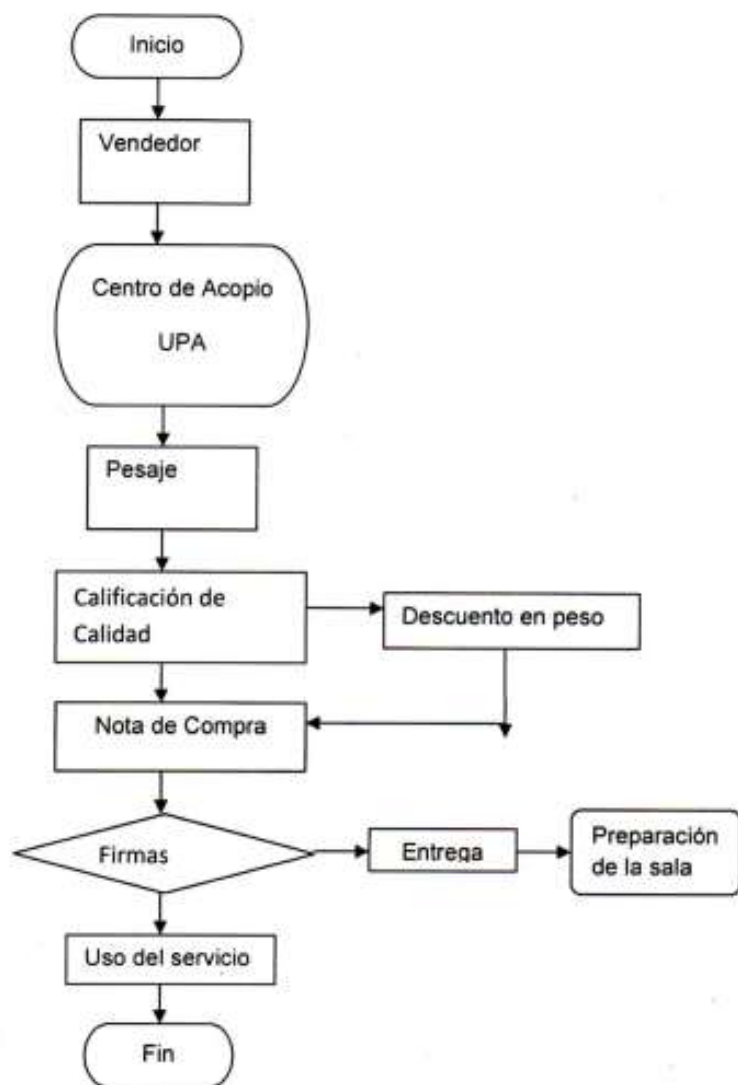 Inicio
Vendedor
Centro de Acopio
UPA
Pesaje
Calificación de
Calidad
Descuento en peso
Nota de Compra
Firmas
Entrega
Preparación
de la sala
Uso del servicio
Fin